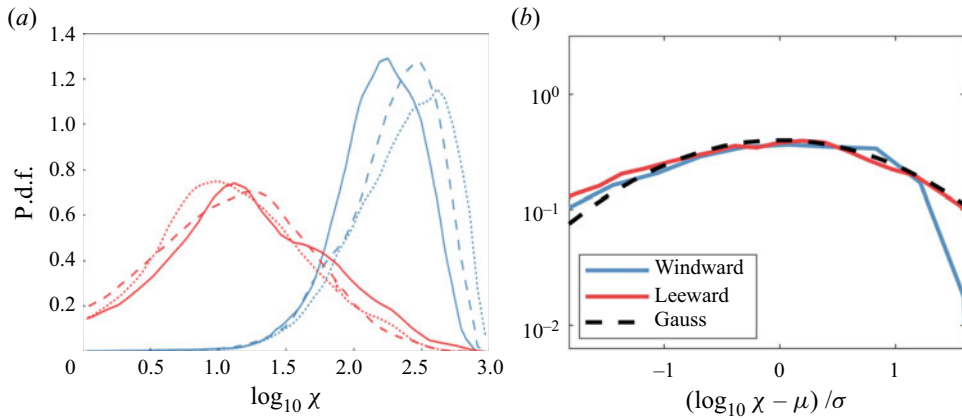 (a)
1.4
1.2
1.0
0.8
0.6
0.4
0.2
P.d.f.
0 0.5 1.0 1.5 2.0 2.5 3.0
log₁₀ χ
(b)
10⁰
10⁻¹
10⁻²
Windward
Leeward
Gauss
−1 0 1
(log₁₀ χ − μ) /σ